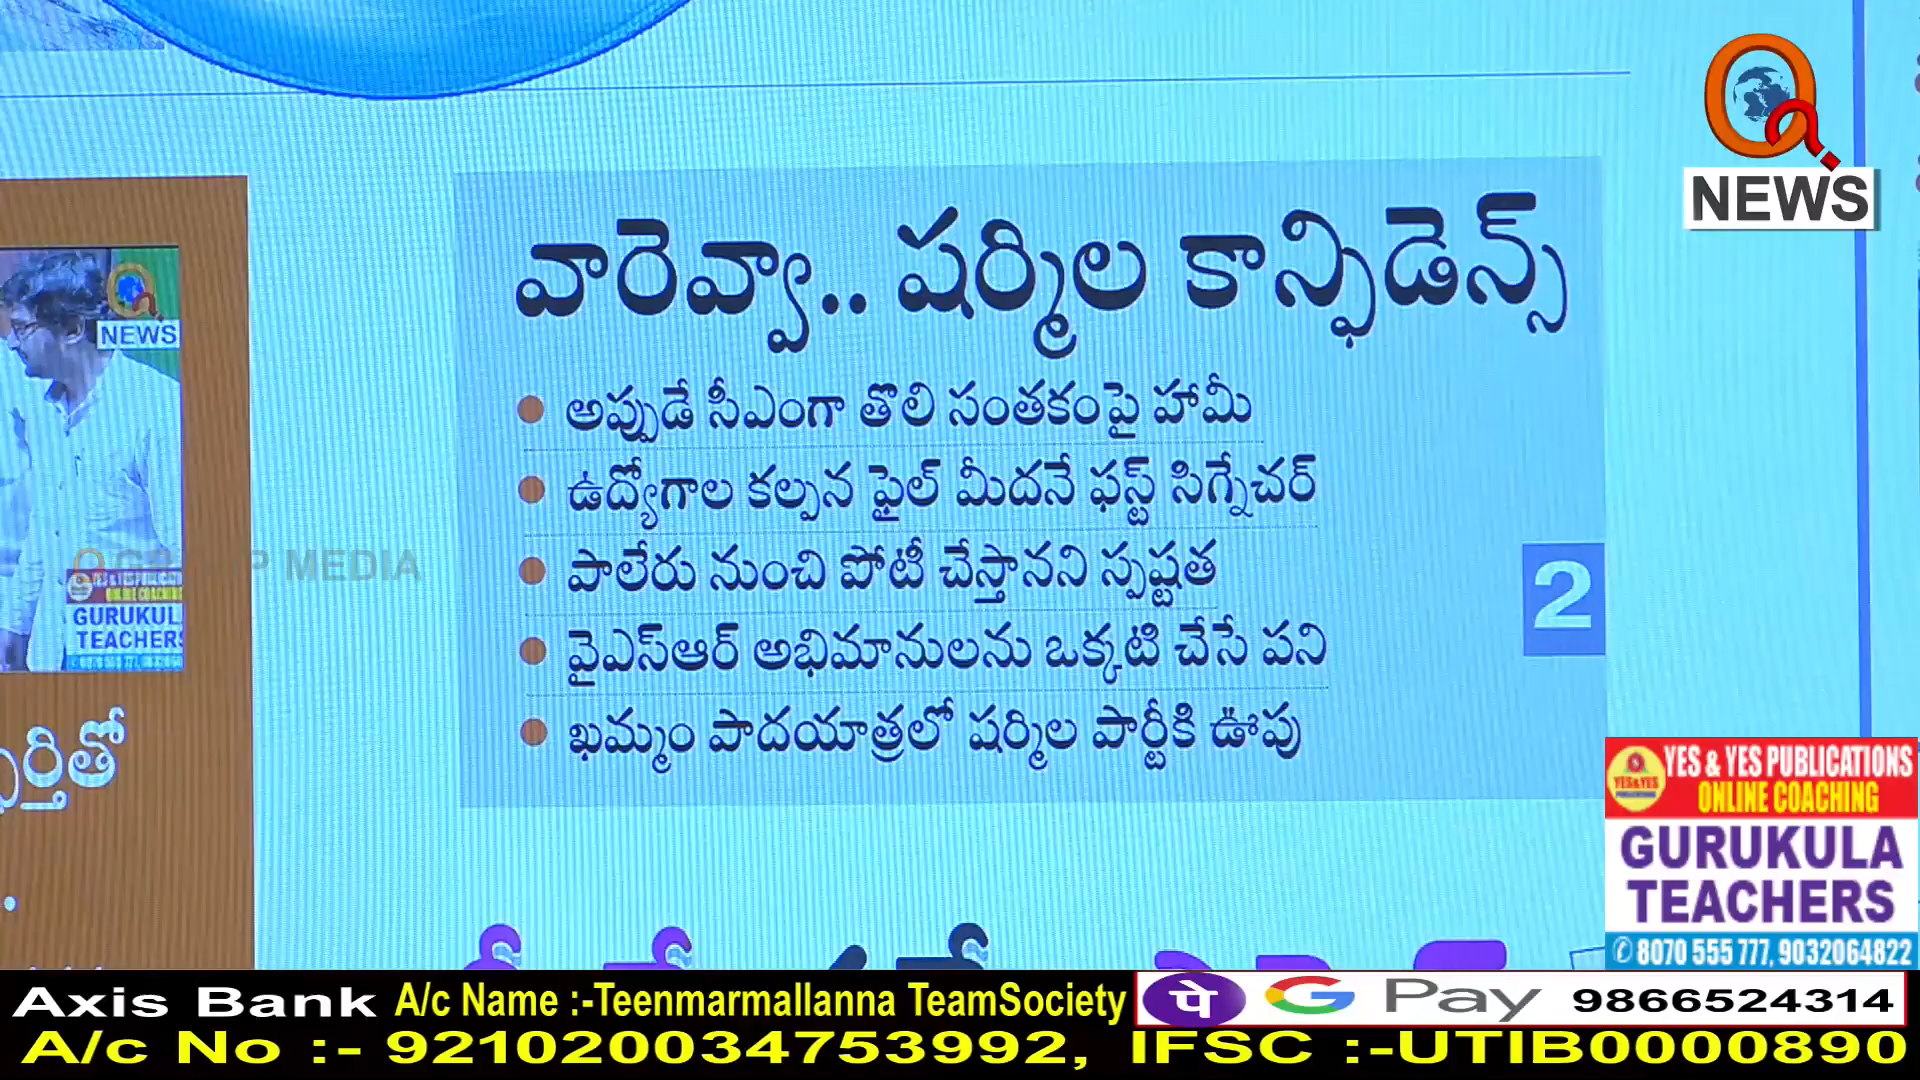 NEWS
వారెవ్వా.. షర్మిల కాన్ఫిడెన్స్
అప్పుడే సీఎంగా తొలి సంతకంపై హామీ
ఉద్యోగాల కల్పన ఫైల్ మీదనే ఫస్ట్ సిగ్నేచర్
పాలేరు నుంచి పోటీ చేస్తానని స్పష్టత
వైఎస్ఆర్ అభిమానులను ఒక్కటి చేసే పని
ఖమ్మం పాదయాత్రలో షర్మిల పార్టీకి ఊపు
2
NEWS
MEDIA
YES & YES PUBLICATIONS
ONLINE COACHING
GURUKULA
TEACHERS
8070 555 777, 9032064822
Axis Bank A/c Name :-Teenmarmallanna TeamSociety
पे G Pay 9866524314
A/c No :- 921020034753992, IFSC :-UTIB0000890